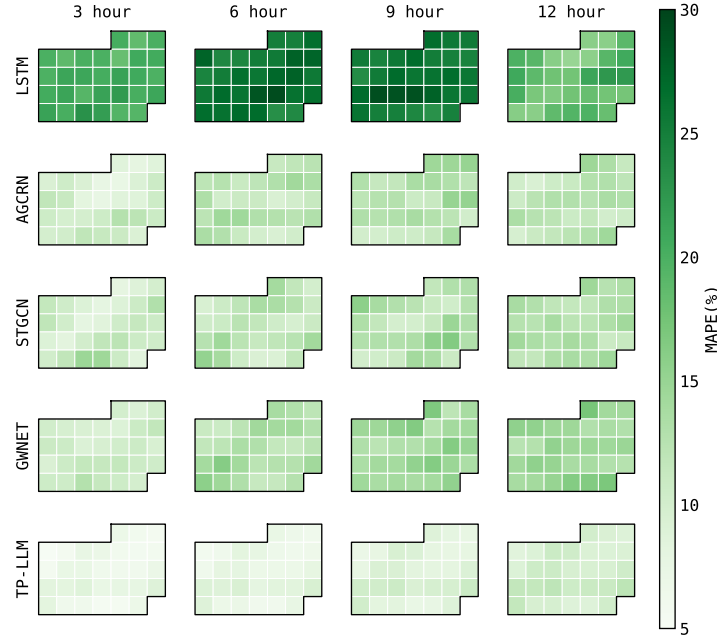 3 hour 6 hour 9 hour 12 hour
LSTM
AGCRN
STGCN
GWNET
TP-LLM
30
25
20
15
10
5
MAPE(%)